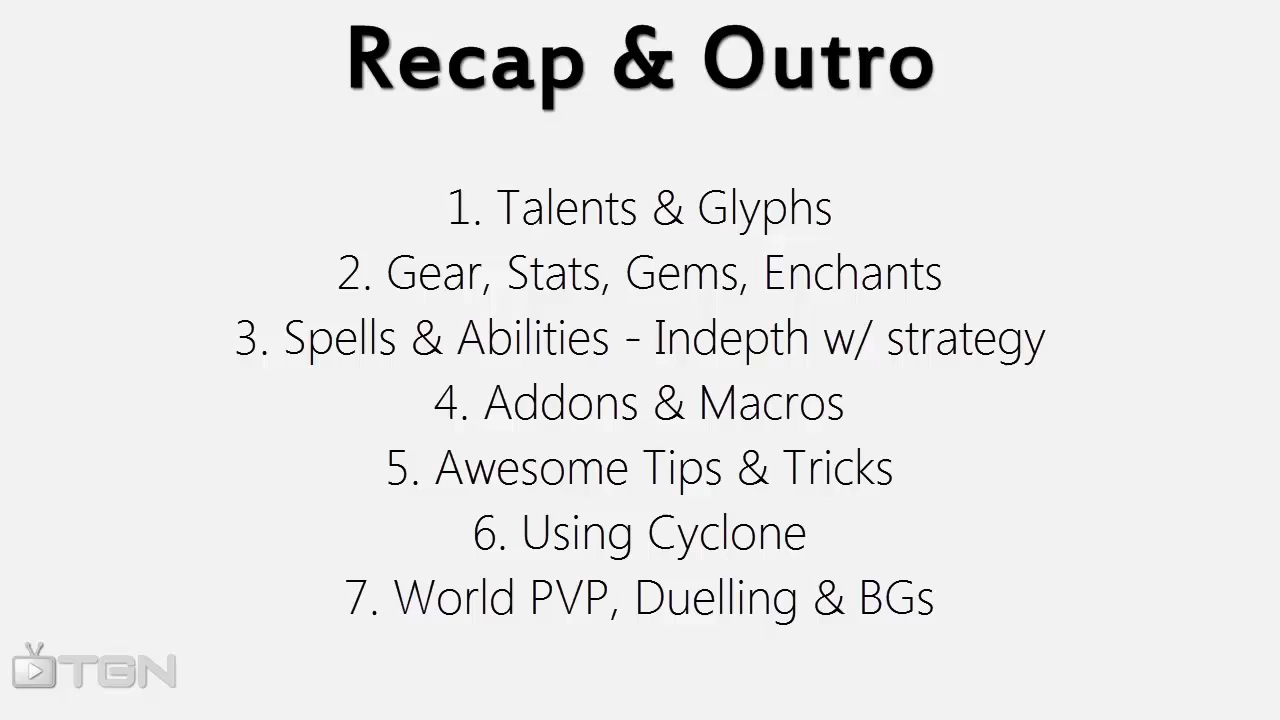 Recap & Outro
1. Talents & Glyphs
2. Gear, Stats, Gems, Enchants
3. Spells & Abilities - Indepth w/ strategy
4. Addons & Macros
5. Awesome Tips & Tricks
6. Using Cyclone
7. World PVP, Duelling & BGs
TGN